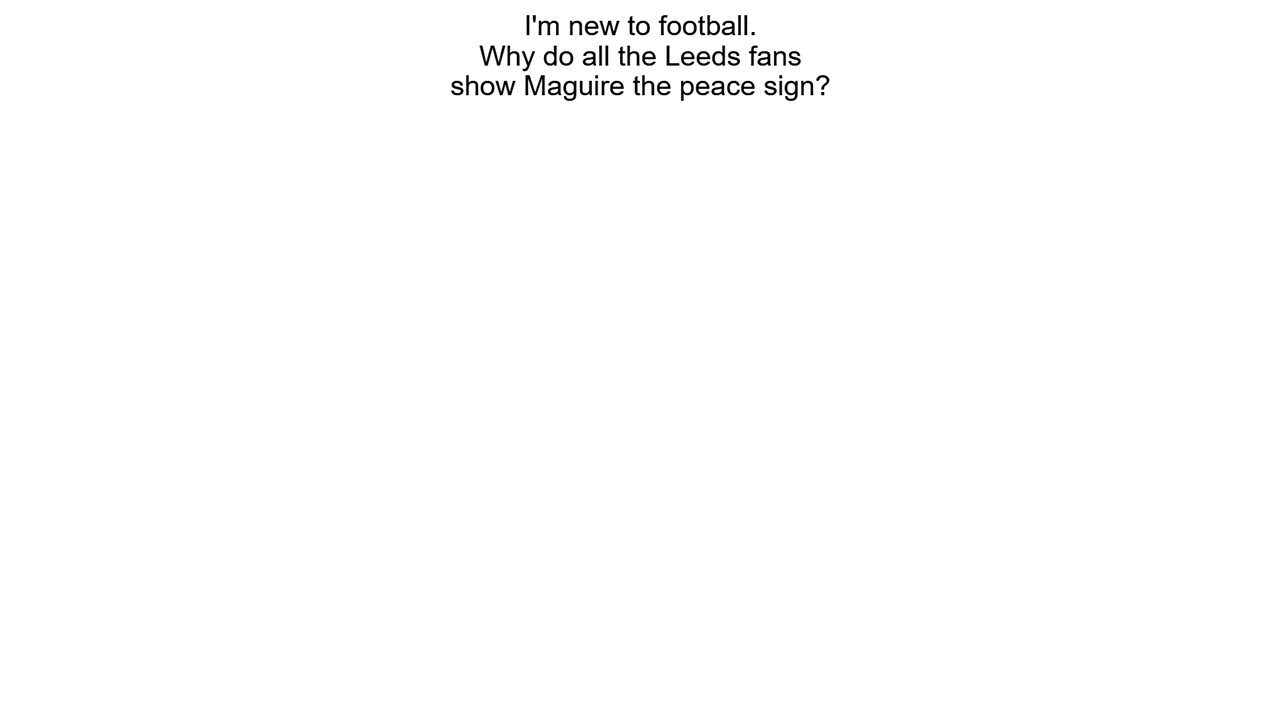 I'm new to football.
Why do all the Leeds fans
show Maguire the peace sign?